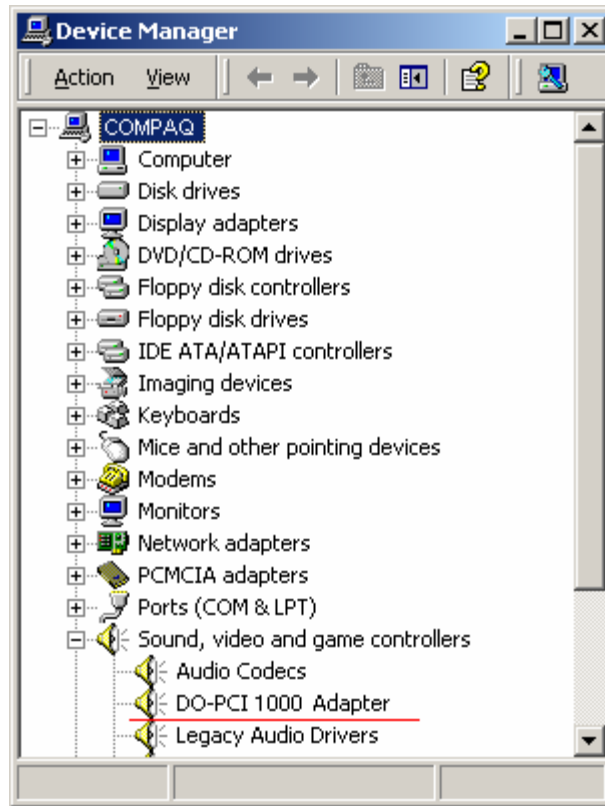 Device Manager
Action View
COMPAQ
Computer
Disk drives
Display adapters
DVD/CD-ROM drives
Floppy disk controllers
Floppy disk drives
IDE ATA/ATAPI controllers
Imaging devices
Keyboards
Mice and other pointing devices
Modems
Monitors
Network adapters
PCMCIA adapters
Ports (COM & LPT)
Sound, video and game controllers
Audio Codecs
DO-PCI 1000 Adapter
Legacy Audio Drivers